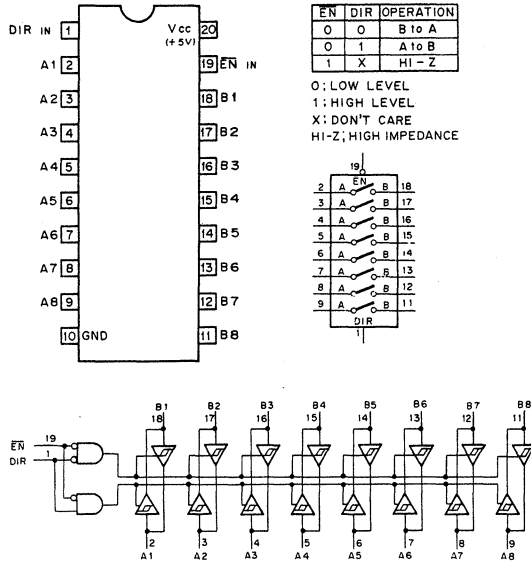 DIR IN 1 Vcc 20
(+5V)
A1 2 19 EN IN
A2 3 18 B1
A3 4 17 B2
A4 5 16 B3
A5 6 15 B4
A6 7 14 B5
A7 8 13 B6
A8 9 12 B7
10 GND 11 B8
EN DIR OPERATION
0 0 B to A
0 1 A to B
1 X HI-Z
0; LOW LEVEL
1; HIGH LEVEL
X; DON'T CARE
HI-Z; HIGH IMPEDANCE
19
EN
2 A B 18
3 A B 17
4 A B 16
5 A B 15
6 A B 14
7 A B 13
8 A B 12
9 A B 11
DIR
1
B1 B2 B3 B4 B5 B6 B7 B8
18 17 16 15 14 13 12 11
EN 19
DIR 1
2 3 4 5 6 7 8 9
A1 A2 A3 A4 A5 A6 A7 A8